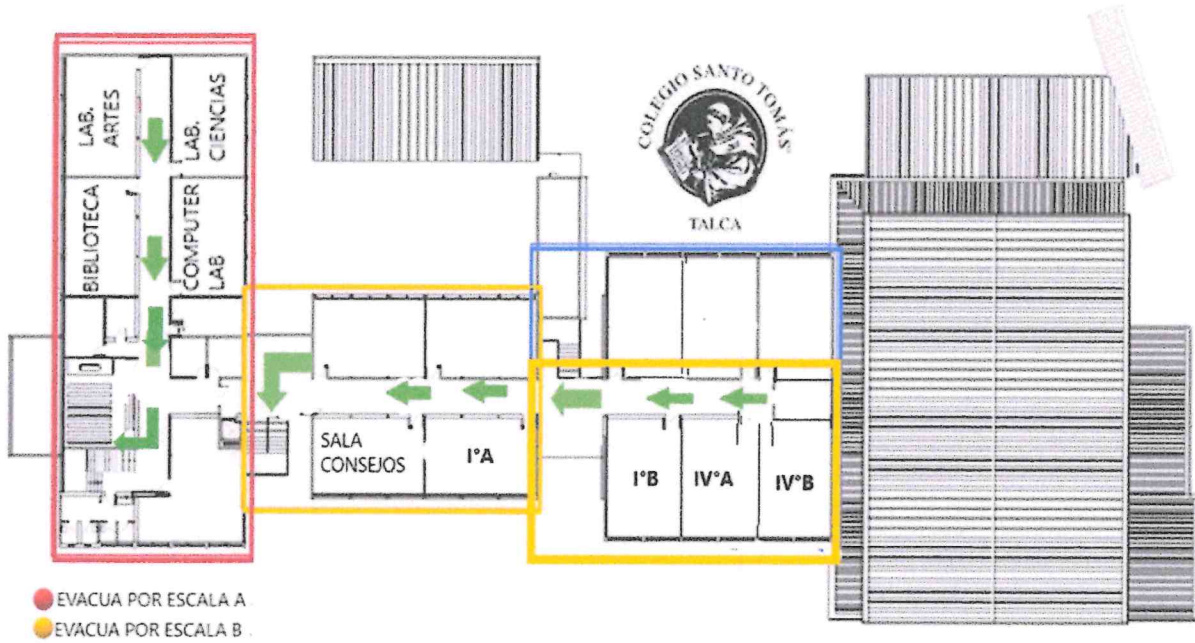 LAB.
ARTES
LAB.
CIENCIAS
BIBLIOTECA
COMPUTER
LAB
COLEGIO SANTO TOMÁS
TALCA
SALA
CONSEJOS
I°A
I°B
IV°A
IV°B
EVACUA POR ESCALA A
EVACUA POR ESCALA B